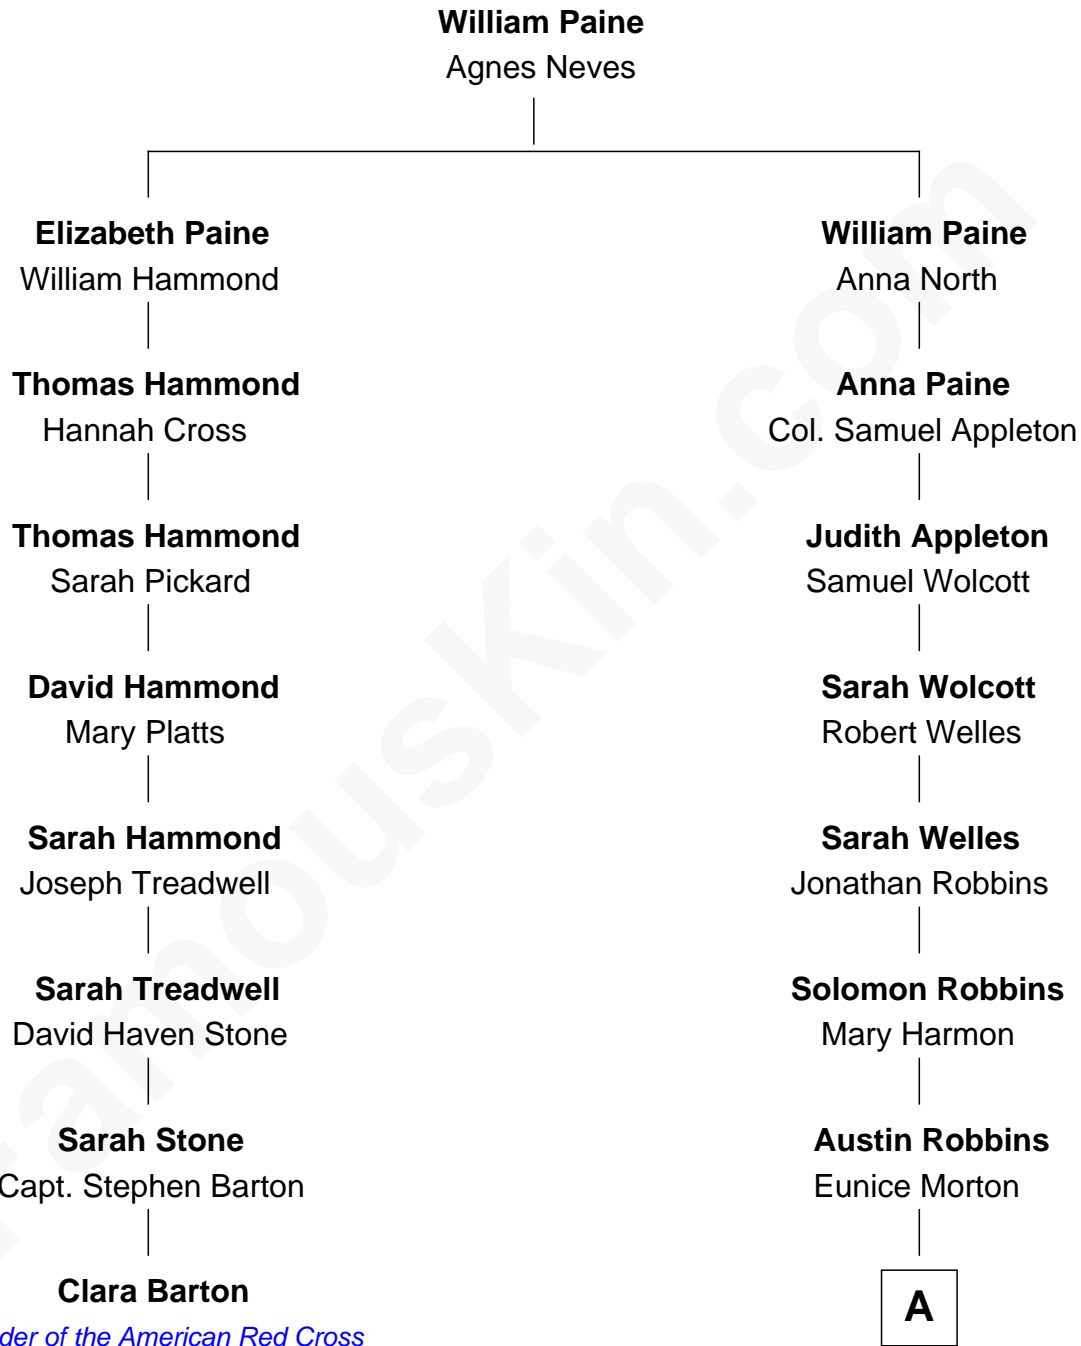 William Paine
Agnes Neves
Elizabeth Paine
William Hammond
William Paine
Anna North
Thomas Hammond
Hannah Cross
Anna Paine
Col. Samuel Appleton
Thomas Hammond
Sarah Pickard
Judith Appleton
Samuel Wolcott
David Hammond
Mary Platts
Sarah Wolcott
Robert Welles
Sarah Hammond
Joseph Treadwell
Sarah Welles
Jonathan Robbins
Sarah Treadwell
David Haven Stone
Solomon Robbins
Mary Harmon
Sarah Stone
Capt. Stephen Barton
Austin Robbins
Eunice Morton
Clara Barton
der of the American Red Cross
A
FamousKin.com